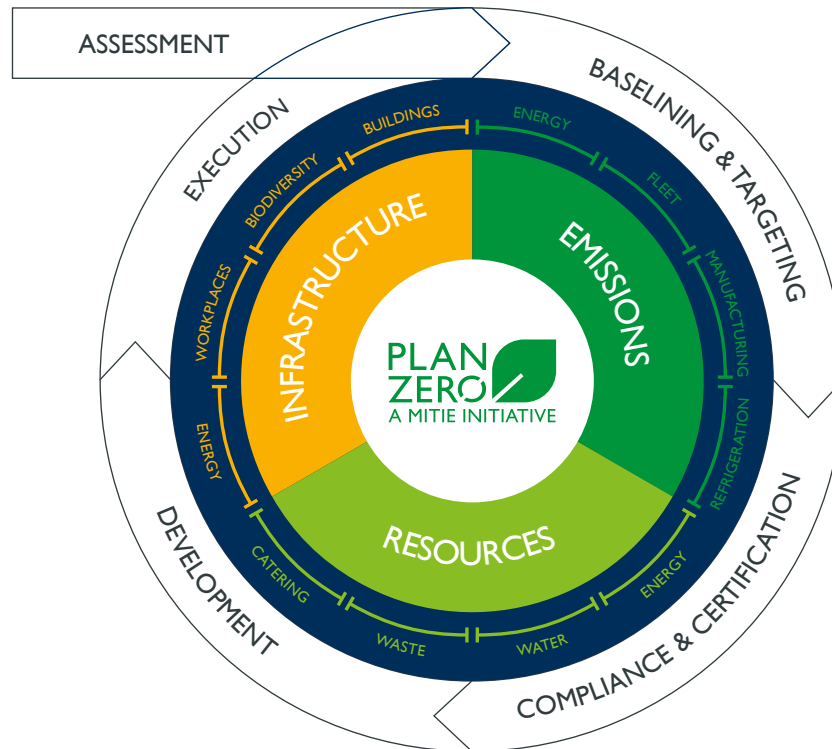 ASSESSMENT
BASELINING & TARGETING
COMPLIANCE & CERTIFICATION
DEVELOPMENT
EXECUTION
ENERGY
FLEET
MANUFACTURING
REFRIGERATION
ENERGY
WATER
WASTE
CATERING
ENERGY
WORKPLACES
BIODIVERSITY
BUILDINGS
EMISSIONS
RESOURCES
INFRASTRUCTURE
PLAN
ZERO
A MITIE INITIATIVE